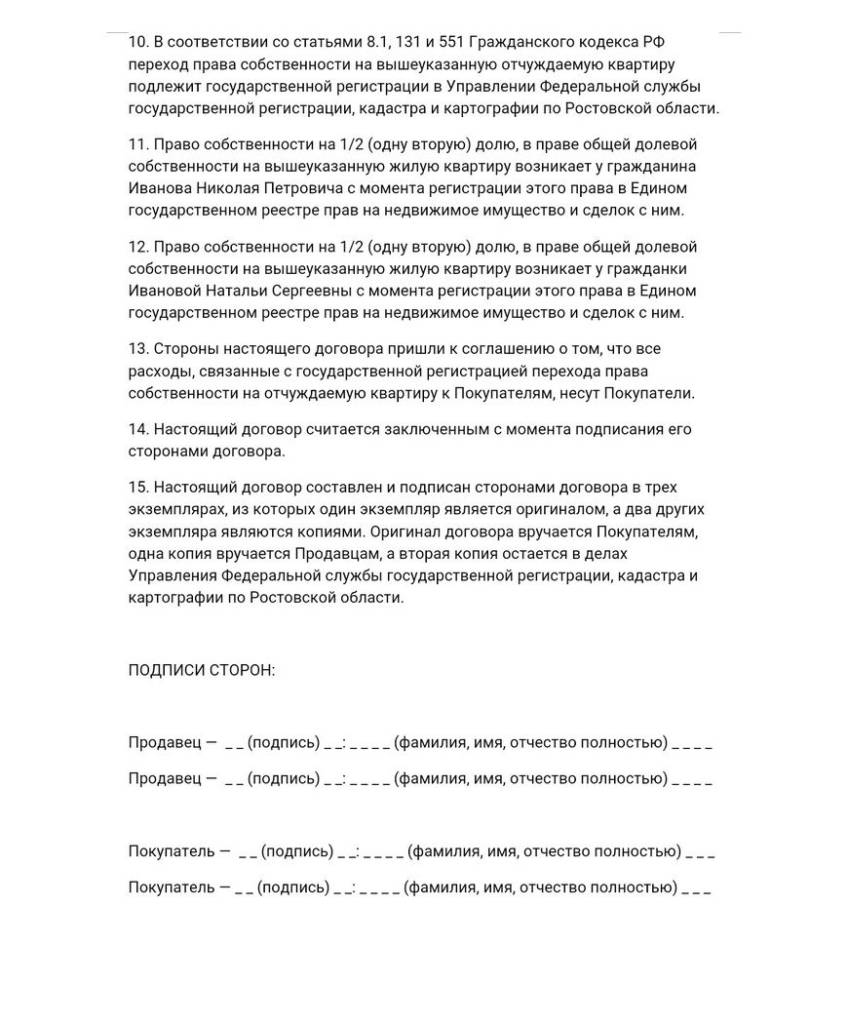 10. В соответствии со статьями 8.1, 131 и 551 Гражданского кодекса РФ
переход права собственности на вышеуказанную отчуждаемую квартиру
подлежит государственной регистрации в Управлении Федеральной службы
государственной регистрации, кадастра и картографии по Ростовской области.
11. Право собственности на 1/2 (одну вторую) долю, в праве общей долевой
собственности на вышеуказанную жилую квартиру возникает у гражданина
Иванова Николая Петровича с момента регистрации этого права в Едином
государственном реестре прав на недвижимое имущество и сделок с ним.
12. Право собственности на 1/2 (одну вторую) долю, в праве общей долевой
собственности на вышеуказанную жилую квартиру возникает у гражданки
Ивановой Натальи Сергеевны с момента регистрации этого права в Едином
государственном реестре прав на недвижимое имущество и сделок с ним.
13. Стороны настоящего договора пришли к соглашению о том, что все
расходы, связанные с государственной регистрацией перехода права
собственности на отчуждаемую квартиру к Покупателям, несут Покупатели.
14. Настоящий договор считается заключенным с момента подписания его
сторонами договора.
15. Настоящий договор составлен и подписан сторонами договора в трех
экземплярах, из которых один экземпляр является оригиналом, а два других
экземпляра являются копиями. Оригинал договора вручается Покупателям,
одна копия вручается Продавцам, а вторая копия остается в делах
Управления Федеральной службы государственной регистрации, кадастра и
картографии по Ростовской области.
ПОДПИСИ СТОРОН:
Продавец — _ _ (подпись) _ _: _ _ _ _ (фамилия, имя, отчество полностью) _ _ _ _
Продавец — _ _ (подпись) _ _: _ _ _ _ (фамилия, имя, отчество полностью) _ _ _ _
Покупатель — _ _ (подпись) _ _: _ _ _ _ (фамилия, имя, отчество полностью) _ _ _
Покупатель — _ _ (подпись) _ _: _ _ _ _ (фамилия, имя, отчество полностью) _ _ _